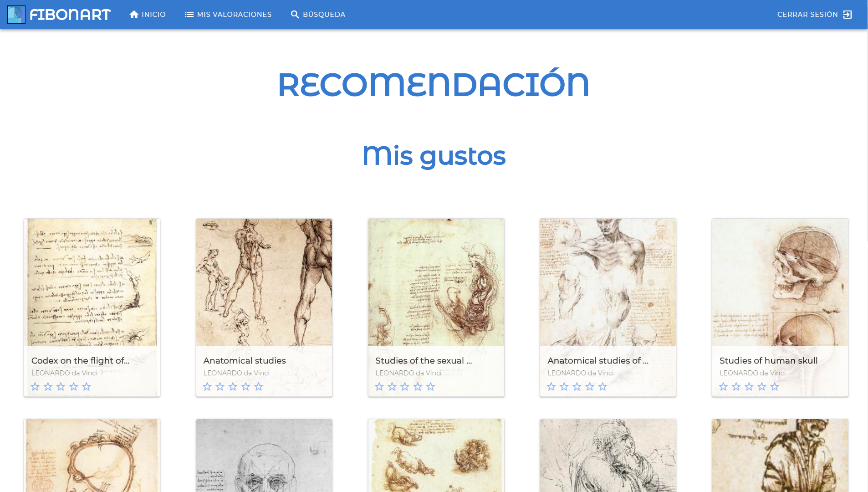 FIBONART
INICIO
MIS VALORACIONES
BÚSQUEDA
CERRAR SESIÓN
RECOMENDACIÓN
Mis gustos
Codex on the flight of...
LEONARDO da Vinci
Anatomical studies
LEONARDO da Vinci
Studies of the sexual ...
LEONARDO da Vinci
Anatomical studies of ...
LEONARDO da Vinci
Studies of human skull
LEONARDO da Vinci